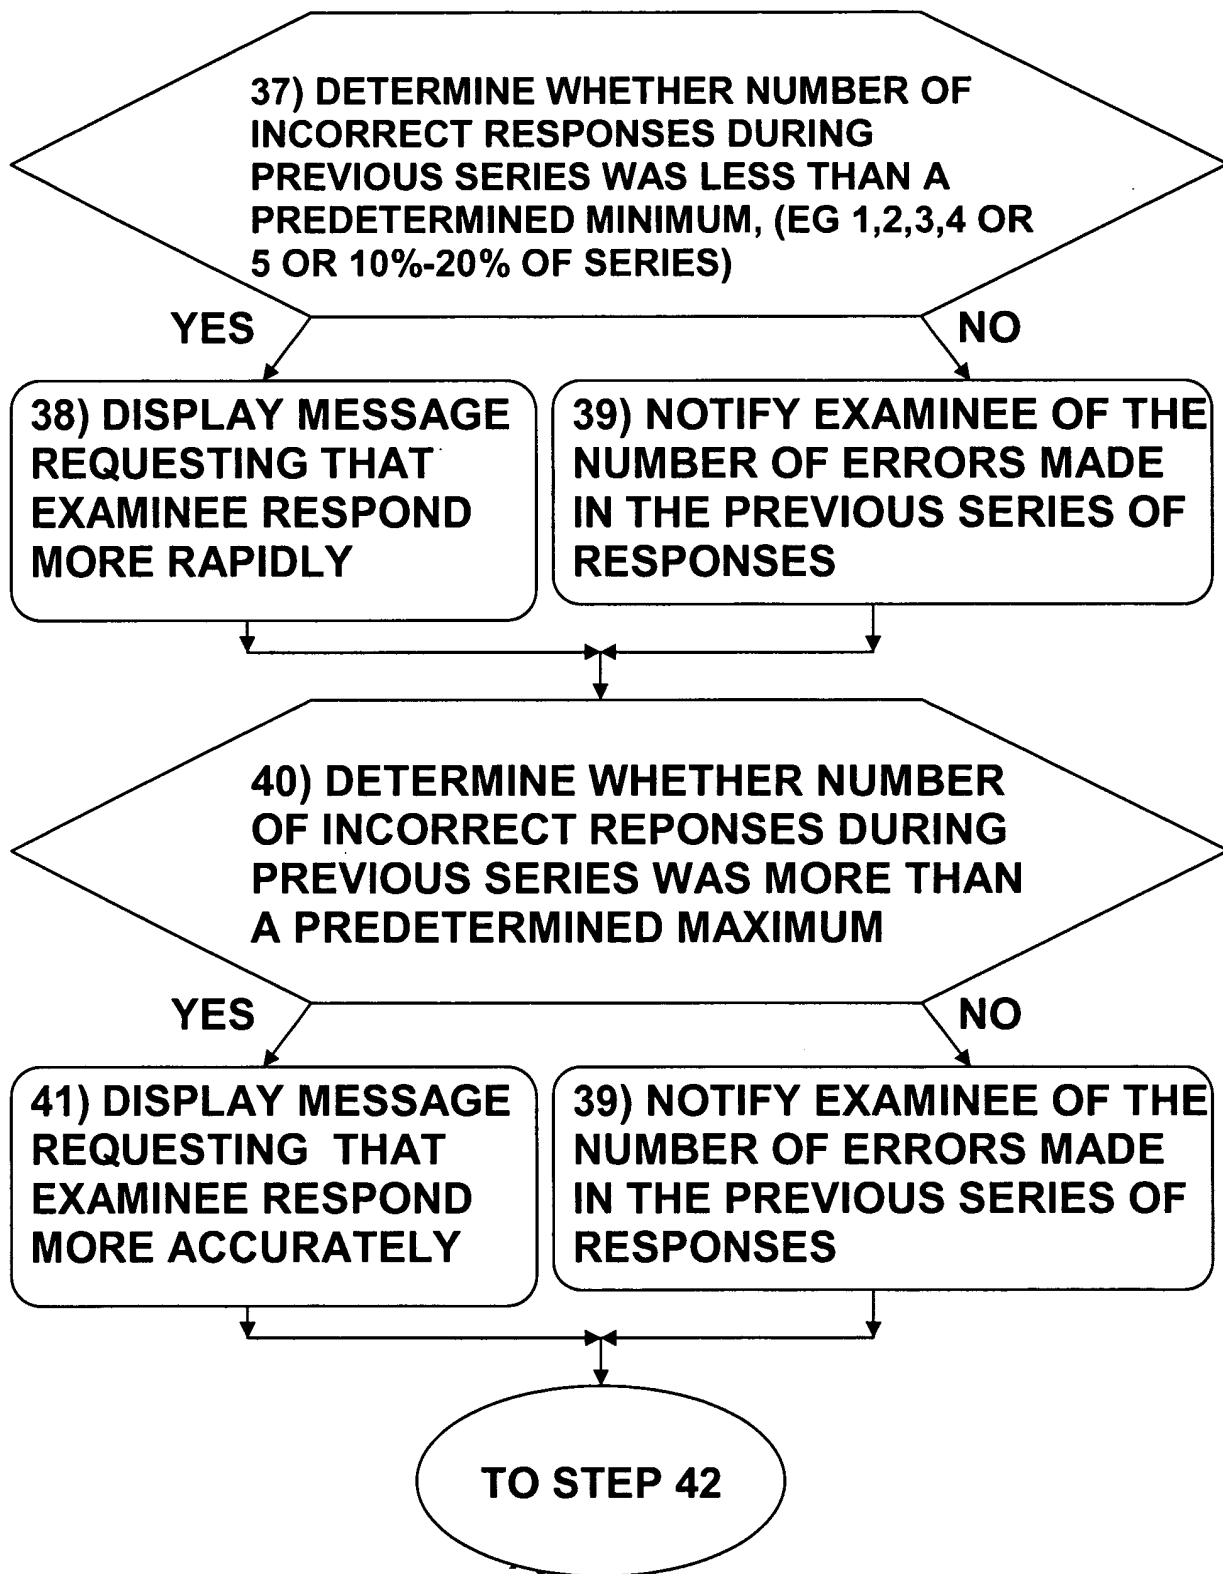 37) DETERMINE WHETHER NUMBER OF
INCORRECT RESPONSES DURING
PREVIOUS SERIES WAS LESS THAN A
PREDETERMINED MINIMUM, (EG 1,2,3,4 OR
5 OR 10%-20% OF SERIES)
YES
NO
38) DISPLAY MESSAGE
REQUESTING THAT
EXAMINEE RESPOND
MORE RAPIDLY
39) NOTIFY EXAMINEE OF THE
NUMBER OF ERRORS MADE
IN THE PREVIOUS SERIES OF
RESPONSES
40) DETERMINE WHETHER NUMBER
OF INCORRECT REPONSES DURING
PREVIOUS SERIES WAS MORE THAN
A PREDETERMINED MAXIMUM
YES
NO
41) DISPLAY MESSAGE
REQUESTING THAT
EXAMINEE RESPOND
MORE ACCURATELY
39) NOTIFY EXAMINEE OF THE
NUMBER OF ERRORS MADE
IN THE PREVIOUS SERIES OF
RESPONSES
TO STEP 42